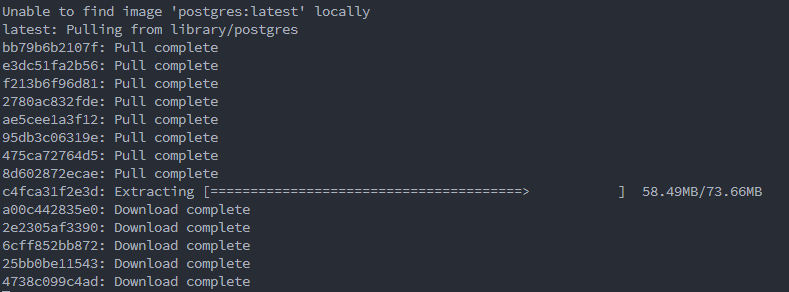 Unable to find image 'postgres:latest' locally
latest: Pulling from library/postgres
bb79b6b2107f: Pull complete
e3dc51fa2b56: Pull complete
f213b6f96d81: Pull complete
2780ac832fde: Pull complete
ae5cee1a3f12: Pull complete
95db3c06319e: Pull complete
475ca72764d5: Pull complete
8d602872ecae: Pull complete
c4fca31f2e3d: Extracting [=======================================>           ]  58.49MB/73.66MB
a00c442835e0: Download complete
2e2305af3390: Download complete
6cff852bb872: Download complete
25bb0be11543: Download complete
4738c099c4ad: Download complete